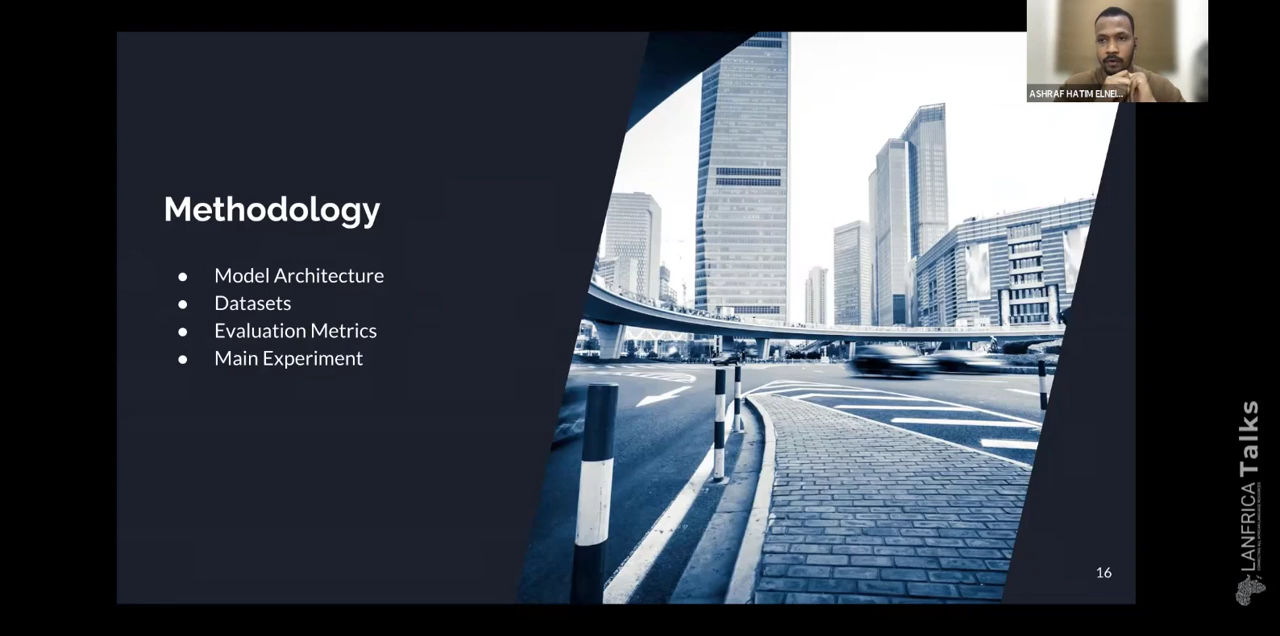 ASHRAF HATIM ELNEI...
Methodology
● Model Architecture
● Datasets
● Evaluation Metrics
● Main Experiment
16
LANFRICA Talks